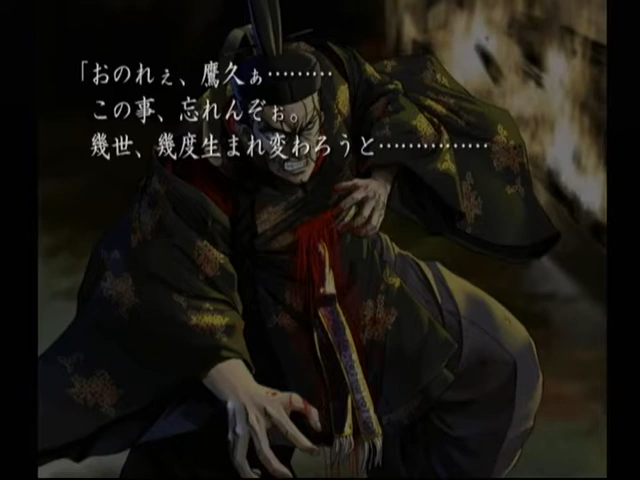 「おのれぇ、鷹久ぁ………
この事、忘れんぞぉ。
幾世、幾度生まれ変わろうと……………